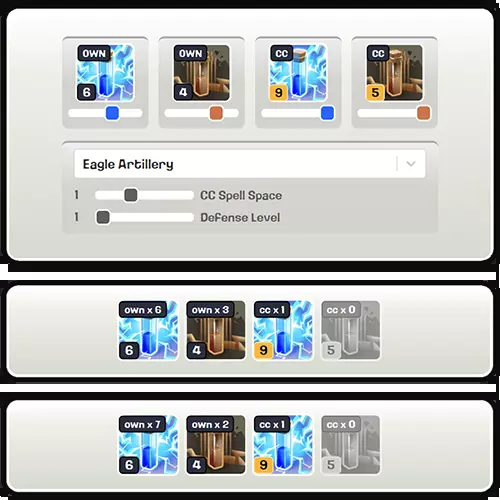 OWN OWN CC CC
6 4 9 5
Eagle Artillery
1 CC Spell Space
1 Defense Level
own x 6 own x 3 cc x 1 cc x 0
6 4 9 5
own x 7 own x 2 cc x 1 cc x 0
6 4 9 5